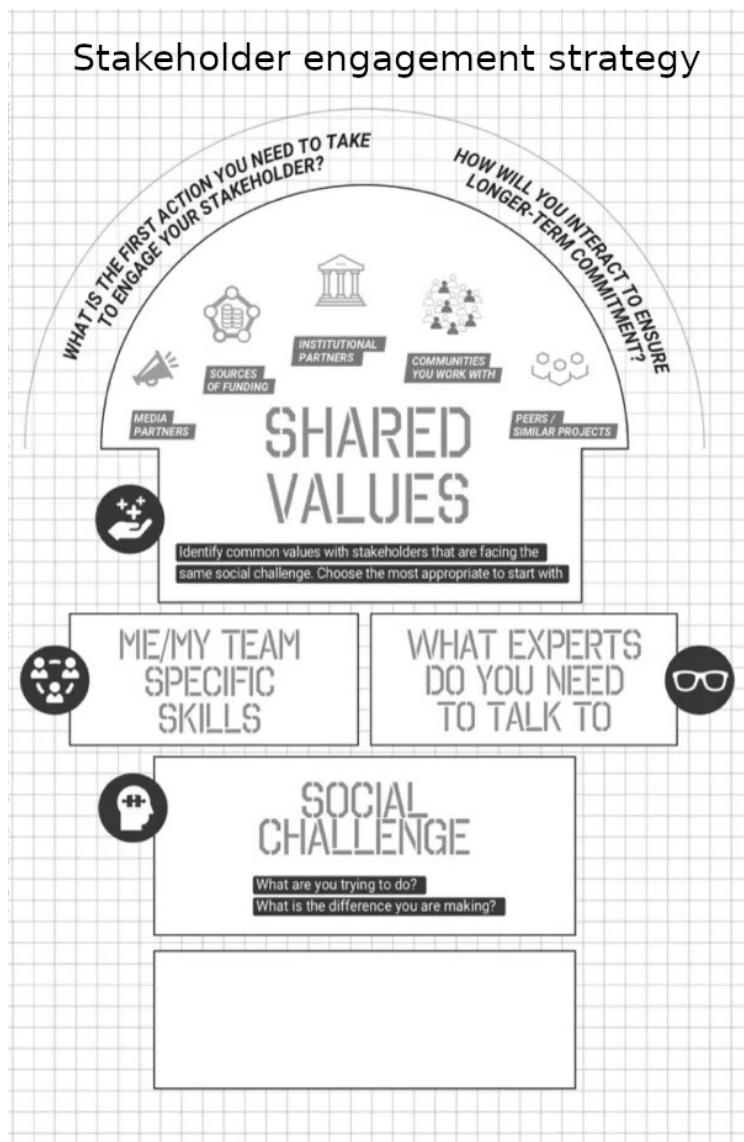 Stakeholder engagement strategy
WHAT IS THE FIRST ACTION YOU NEED TO TAKE
TO ENGAGE YOUR STAKEHOLDER?
HOW WILL YOU INTERACT TO ENSURE
LONGER-TERM COMMITMENT?
MEDIA
PARTNERS
SOURCES
OF FUNDING
INSTITUTIONAL
PARTNERS
COMMUNITIES
YOU WORK WITH
PEERS /
SIMILAR PROJECTS
SHARED
VALUES
Identify common values with stakeholders that are facing the
same social challenge. Choose the most appropriate to start with
ME/MY TEAM
SPECIFIC
SKILLS
WHAT EXPERTS
DO YOU NEED
TO TALK TO
SOCIAL
CHALLENGE
What are you trying to do?
What is the difference you are making?